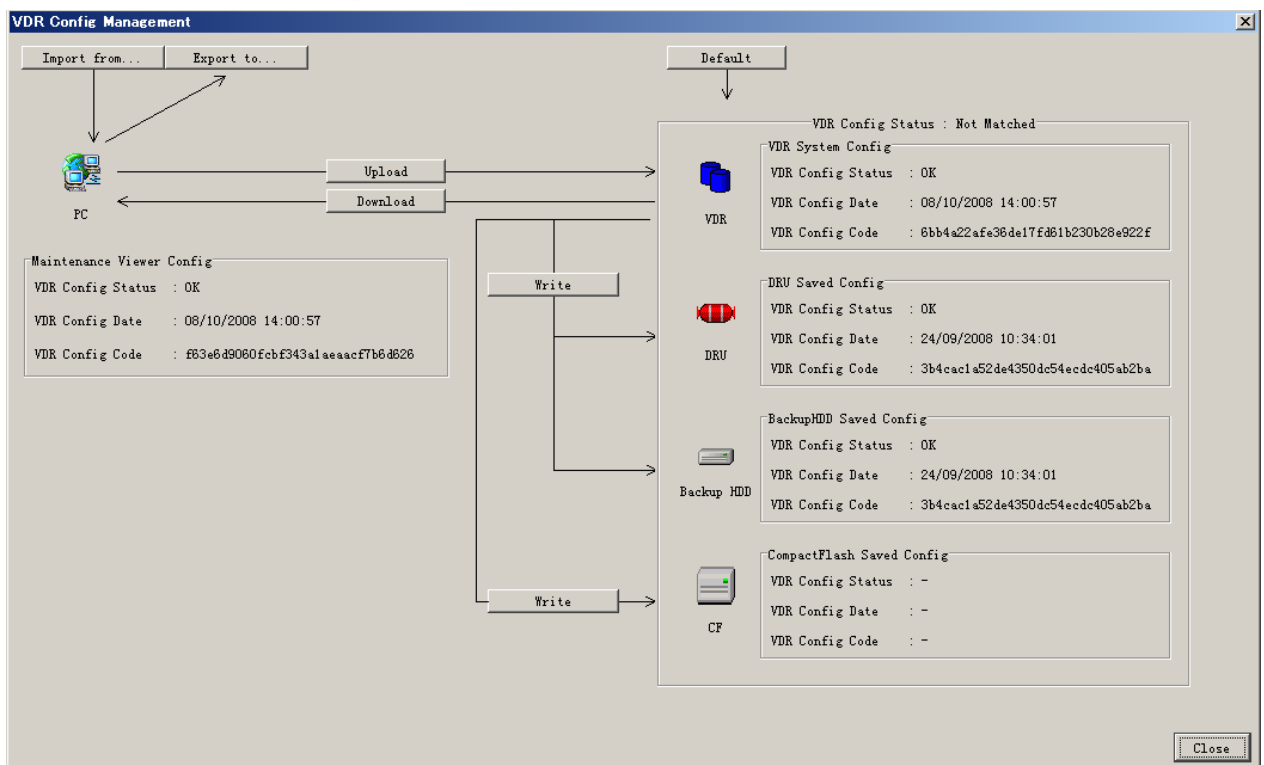 VDR Config Management
Import from...
Export to...
Default
VDR Config Status : Not Matched
PC
Upload
Download
Maintenance Viewer Config
VDR Config Status : OK
VDR Config Date : 08/10/2008 14:00:57
VDR Config Code : f63e6d9060fcbf343a1aeaacf7b6d626
Write
Write
VDR
VDR System Config
VDR Config Status : OK
VDR Config Date : 08/10/2008 14:00:57
VDR Config Code : 6bb4a22afe36de17fd61b230b28e922f
DRU
DRU Saved Config
VDR Config Status : OK
VDR Config Date : 24/09/2008 10:34:01
VDR Config Code : 3b4cac1a52de4350dc54ecdc405ab2ba
Backup HDD
BackupHDD Saved Config
VDR Config Status : OK
VDR Config Date : 24/09/2008 10:34:01
VDR Config Code : 3b4cac1a52de4350dc54ecdc405ab2ba
CF
CompactFlash Saved Config
VDR Config Status : -
VDR Config Date : -
VDR Config Code : -
Close